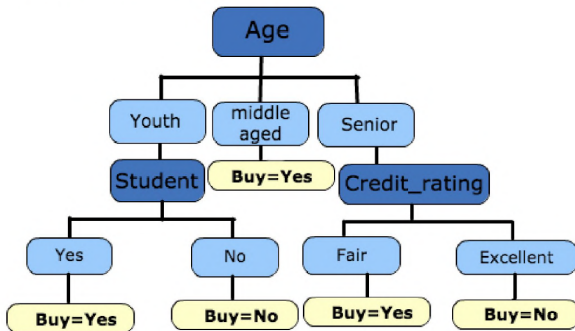 Age
Youth
middle
aged
Senior
Student
Buy=Yes
Credit_rating
Yes
No
Fair
Excellent
Buy=Yes
Buy=No
Buy=Yes
Buy=No